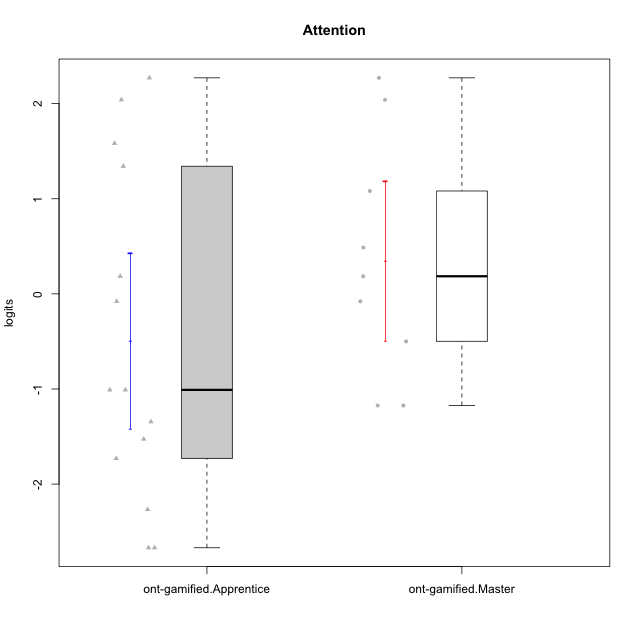 Attention
logits
2
1
0
-1
-2
ont-gamified.Apprentice
ont-gamified.Master